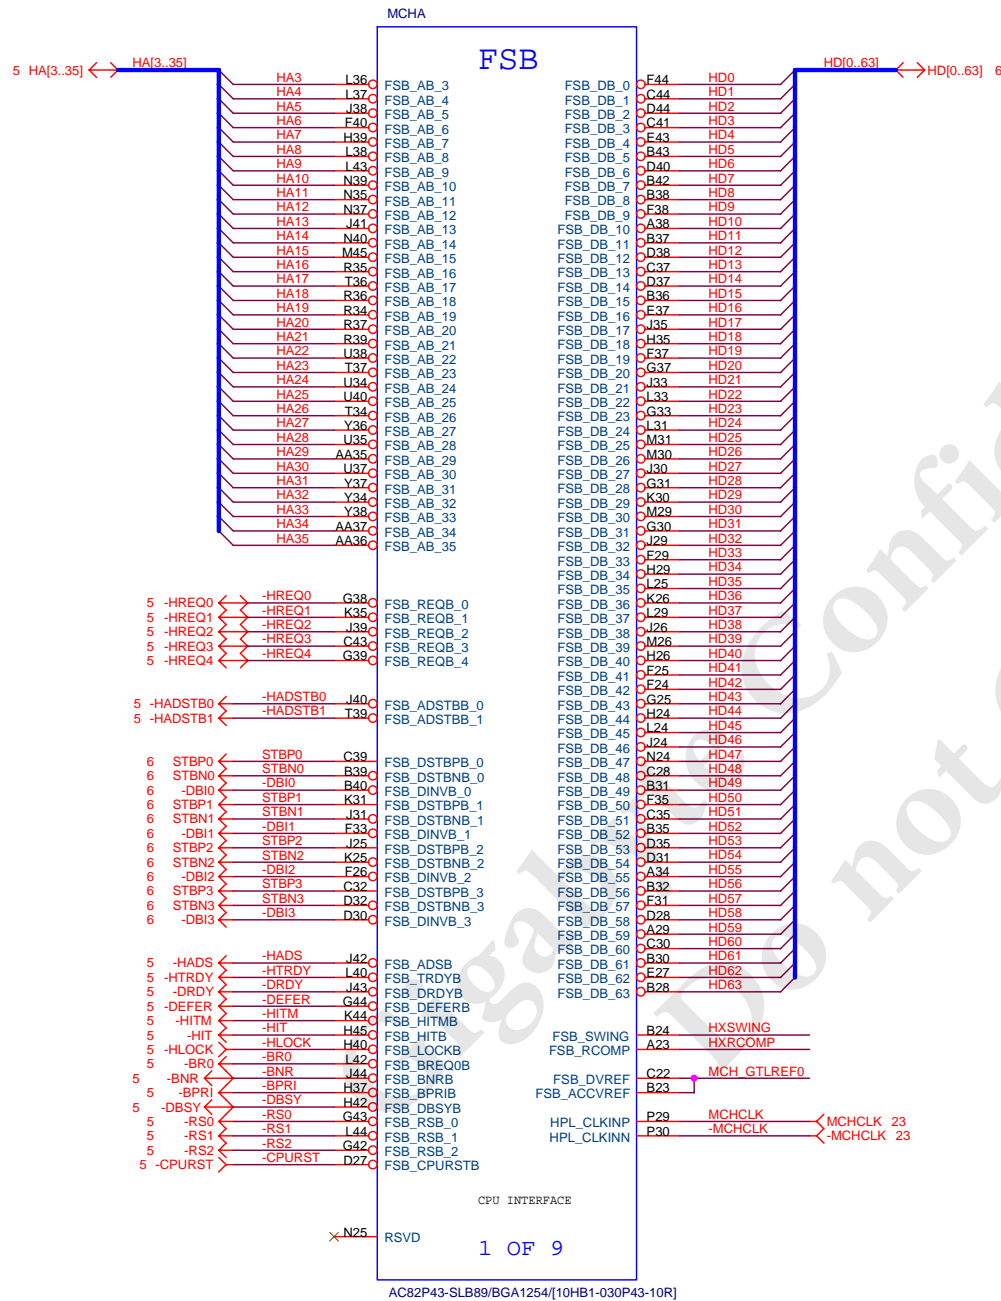 MCHA
FSB
5 HA[3..35] HA[3..35] HD[0..63] HD[0..63] 6
HA3 L36 FSB_AB_3 FSB_DB_0 F44 HD0
HA4 L37 FSB_AB_4 FSB_DB_1 C44 HD1
HA5 J38 FSB_AB_5 FSB_DB_2 D44 HD2
HA6 F40 FSB_AB_6 FSB_DB_3 C41 HD3
HA7 H39 FSB_AB_7 FSB_DB_4 E43 HD4
HA8 L38 FSB_AB_8 FSB_DB_5 B43 HD5
HA9 L43 FSB_AB_9 FSB_DB_6 D40 HD6
HA10 N39 FSB_AB_10 FSB_DB_7 B42 HD7
HA11 N35 FSB_AB_11 FSB_DB_8 B38 HD8
HA12 N37 FSB_AB_12 FSB_DB_9 F38 HD9
HA13 J41 FSB_AB_13 FSB_DB_10 A38 HD10
HA14 N40 FSB_AB_14 FSB_DB_11 B37 HD11
HA15 M45 FSB_AB_15 FSB_DB_12 D38 HD12
HA16 R35 FSB_AB_16 FSB_DB_13 C37 HD13
HA17 T36 FSB_AB_17 FSB_DB_14 D37 HD14
HA18 R36 FSB_AB_18 FSB_DB_15 B36 HD15
HA19 R34 FSB_AB_19 FSB_DB_16 E37 HD16
HA20 R37 FSB_AB_20 FSB_DB_17 J35 HD17
HA21 R39 FSB_AB_21 FSB_DB_18 H35 HD18
HA22 U38 FSB_AB_22 FSB_DB_19 F37 HD19
HA23 T37 FSB_AB_23 FSB_DB_20 G37 HD20
HA24 U34 FSB_AB_24 FSB_DB_21 J33 HD21
HA25 U40 FSB_AB_25 FSB_DB_22 L33 HD22
HA26 T34 FSB_AB_26 FSB_DB_23 G33 HD23
HA27 Y36 FSB_AB_27 FSB_DB_24 L31 HD24
HA28 U35 FSB_AB_28 FSB_DB_25 M31 HD25
HA29 AA35 FSB_AB_29 FSB_DB_26 M30 HD26
HA30 U37 FSB_AB_30 FSB_DB_27 J30 HD27
HA31 Y37 FSB_AB_31 FSB_DB_28 G31 HD28
HA32 Y34 FSB_AB_32 FSB_DB_29 K30 HD29
HA33 Y38 FSB_AB_33 FSB_DB_30 M29 HD30
HA34 AA37 FSB_AB_34 FSB_DB_31 G30 HD31
HA35 AA36 FSB_AB_35 FSB_DB_32 J29 HD32
FSB_DB_33 F29 HD33
FSB_DB_34 H29 HD34
FSB_DB_35 L25 HD35
5 -HREQ0 -HREQ0 G38 FSB_REQB_0 FSB_DB_36 K26 HD36
5 -HREQ1 -HREQ1 K35 FSB_REQB_1 FSB_DB_37 L29 HD37
5 -HREQ2 -HREQ2 J39 FSB_REQB_2 FSB_DB_38 J26 HD38
5 -HREQ3 -HREQ3 C43 FSB_REQB_3 FSB_DB_39 M26 HD39
5 -HREQ4 -HREQ4 G39 FSB_REQB_4 FSB_DB_40 H26 HD40
FSB_DB_41 F25 HD41
FSB_DB_42 F24 HD42
5 -HADSTB0 -HADSTB0 J40 FSB_ADSTBB_0 FSB_DB_43 G25 HD43
5 -HADSTB1 -HADSTB1 T39 FSB_ADSTBB_1 FSB_DB_44 H24 HD44
FSB_DB_45 L24 HD45
FSB_DB_46 J24 HD46
6 STBP0 STBP0 C39 FSB_DSTBPB_0 FSB_DB_47 N24 HD47
6 STBN0 STBN0 B39 FSB_DSTBNB_0 FSB_DB_48 C28 HD48
6 -DBI0 -DBI0 B40 FSB_DINVB_0 FSB_DB_49 B31 HD49
6 STBP1 STBP1 K31 FSB_DSTBPB_1 FSB_DB_50 F35 HD50
6 STBN1 STBN1 J31 FSB_DSTBNB_1 FSB_DB_51 C35 HD51
6 -DBI1 -DBI1 F33 FSB_DINVB_1 FSB_DB_52 B35 HD52
6 STBP2 STBP2 J25 FSB_DSTBPB_2 FSB_DB_53 D35 HD53
6 STBN2 STBN2 K25 FSB_DSTBNB_2 FSB_DB_54 D31 HD54
6 -DBI2 -DBI2 F26 FSB_DINVB_2 FSB_DB_55 A34 HD55
6 STBP3 STBP3 C32 FSB_DSTBPB_3 FSB_DB_56 B32 HD56
6 STBN3 STBN3 D32 FSB_DSTBNB_3 FSB_DB_57 F31 HD57
6 -DBI3 -DBI3 D30 FSB_DINVB_3 FSB_DB_58 D28 HD58
FSB_DB_59 A29 HD59
FSB_DB_60 C30 HD60
5 -HADS -HADS J42 FSB_ADSB FSB_DB_61 B30 HD61
5 -HTRDY -HTRDY L40 FSB_TRDYB FSB_DB_62 E27 HD62
5 -DRDY -DRDY J43 FSB_DRDYB FSB_DB_63 B28 HD63
5 -DEFER -DEFER G44 FSB_DEFERB
5 -HITM -HITM K44 FSB_HITMB
5 -HIT -HIT H45 FSB_HITB FSB_SWING B24 HXSWING
5 -HLOCK -HLOCK H40 FSB_LOCKB FSB_RCOMP A23 HXRCOMP
5 -BR0 -BR0 L42 FSB_BREQ0B
5 -BNR -BNR J44 FSB_BNRB FSB_DVREF C22 MCH_GTLREF0
5 -BPRI -BPRI H37 FSB_BPRIB FSB_ACCVREF B23
5 -DBSY -DBSY H42 FSB_DBSYB
5 -RS0 -RS0 G43 FSB_RSB_0 HPL_CLKINP P29 MCHCLK MCHCLK 23
5 -RS1 -RS1 L44 FSB_RSB_1 HPL_CLKINN P30 -MCHCLK -MCHCLK 23
5 -RS2 -RS2 G42 FSB_RSB_2
5 -CPURST -CPURST D27 FSB_CPURSTB
CPU INTERFACE
N25 RSVD
1 OF 9
AC82P43-SLB89/BGA1254/[10HB1-030P43-10R]
Do not